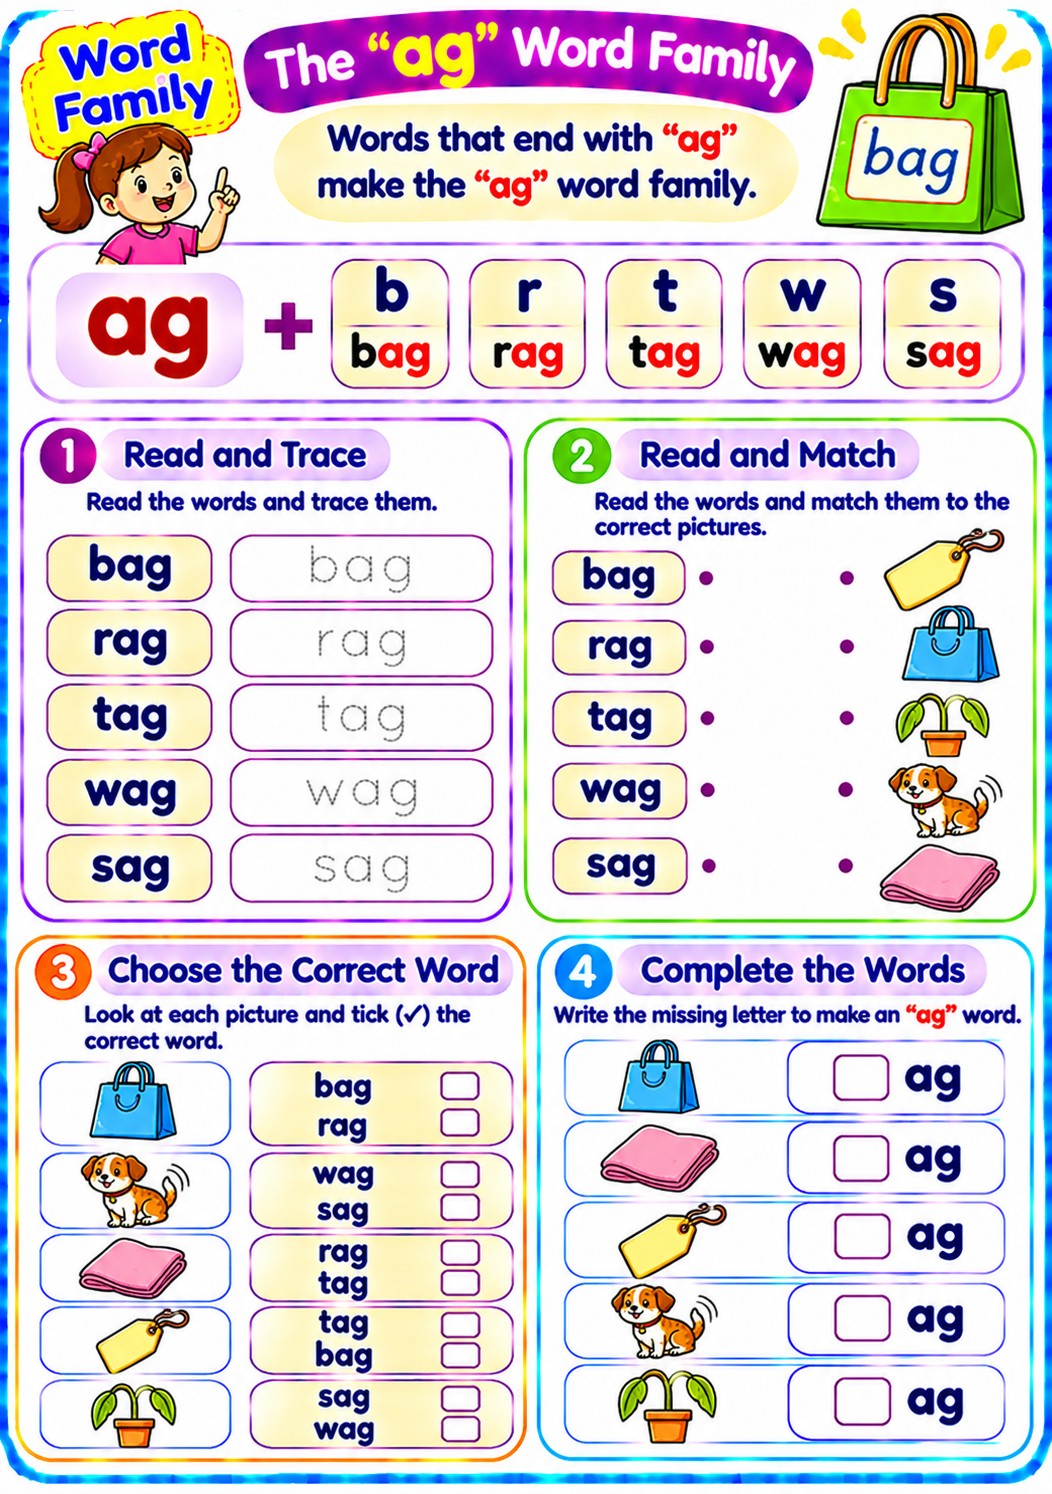 Word
Family
The “ag” Word Family
Words that end with “ag”
make the “ag” word family.
bag
ag + b r t w s
bag rag tag wag sag
1 Read and Trace
Read the words and trace them.
bag bag
rag rag
tag tag
wag wag
sag sag
2 Read and Match
Read the words and match them to the
correct pictures.
bag
rag
tag
wag
sag
3 Choose the Correct Word
Look at each picture and tick (✓) the
correct word.
bag
rag
wag
sag
rag
tag
tag
bag
sag
wag
4 Complete the Words
Write the missing letter to make an “ag” word.
ag
ag
ag
ag
ag